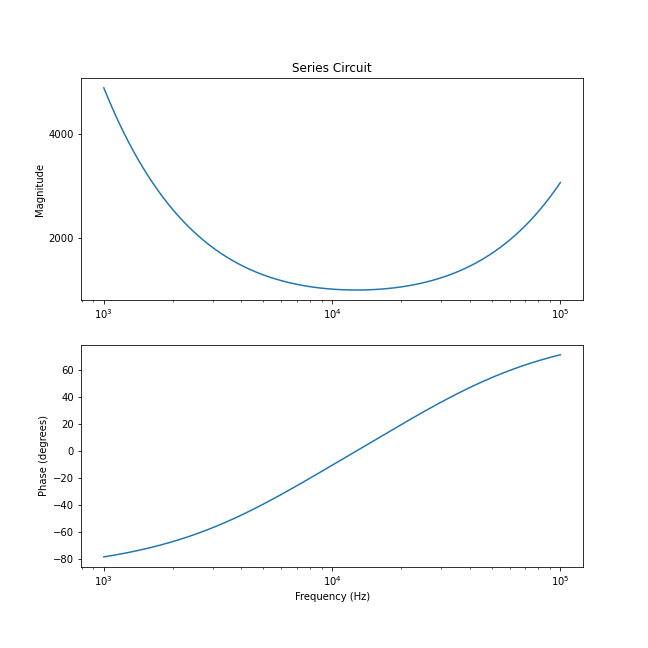 Series Circuit
4000
2000
Magnitude
10³ 10⁴ 10⁵
60
40
20
0
−20
−40
−60
−80
Phase (degrees)
10³ 10⁴ 10⁵
Frequency (Hz)